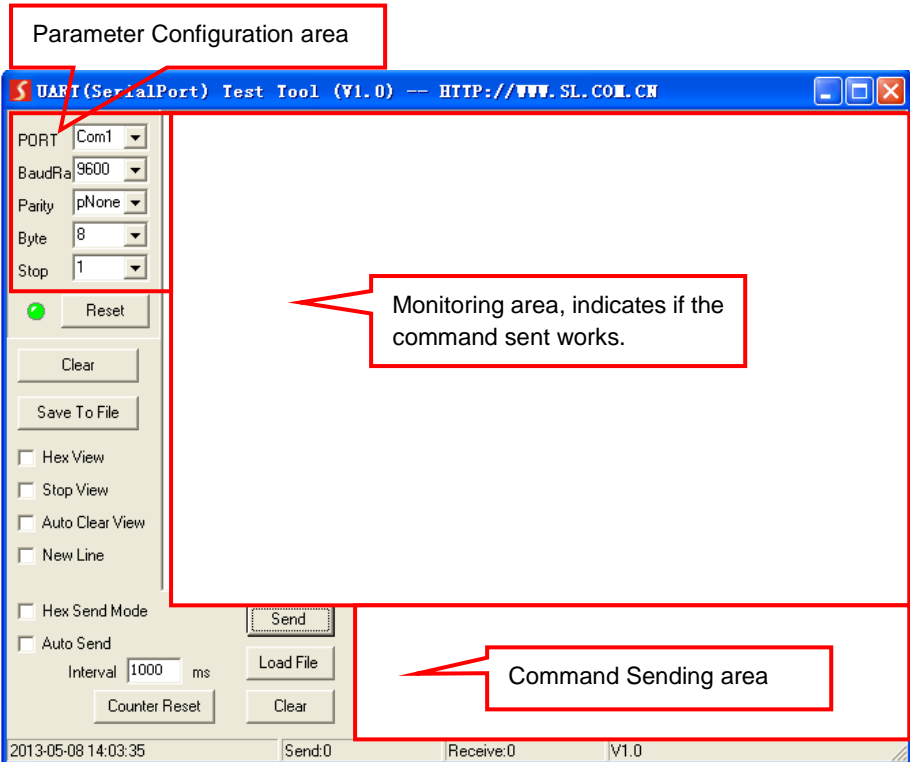 Parameter Configuration area
UART(SerialPort) Test Tool (V1.0) -- HTTP://WWW.SL.COM.CN
PORT Com1
BaudRa 9600
Parity pNone
Byte 8
Stop 1
Reset
Monitoring area, indicates if the
command sent works.
Clear
Save To File
Hex View
Stop View
Auto Clear View
New Line
Hex Send Mode
Send
Auto Send
Interval 1000 ms
Load File
Command Sending area
Counter Reset
Clear
2013-05-08 14:03:35 Send:0 Receive:0 V1.0